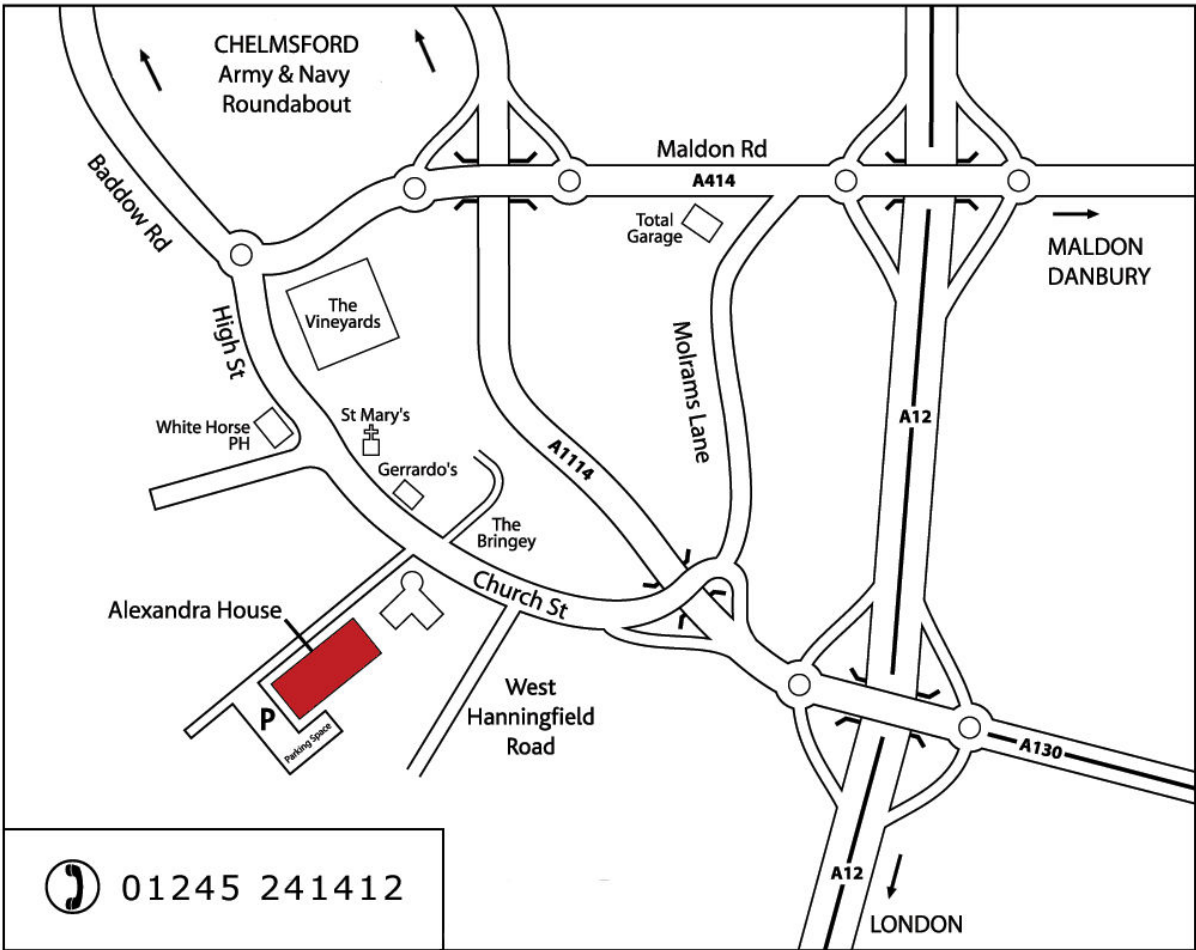 CHELMSFORD
Army & Navy
Roundabout
Baddow Rd
Maldon Rd
A414
Total
Garage
MALDON
DANBURY
The
Vineyards
High St
Molrams Lane
White Horse
PH
St Mary's
A12
Gerrardo's
A1114
The
Bringey
Church St
Alexandra House
West
Hanningfield
Road
P
Parking Space
A130
A12
LONDON
01245 241412